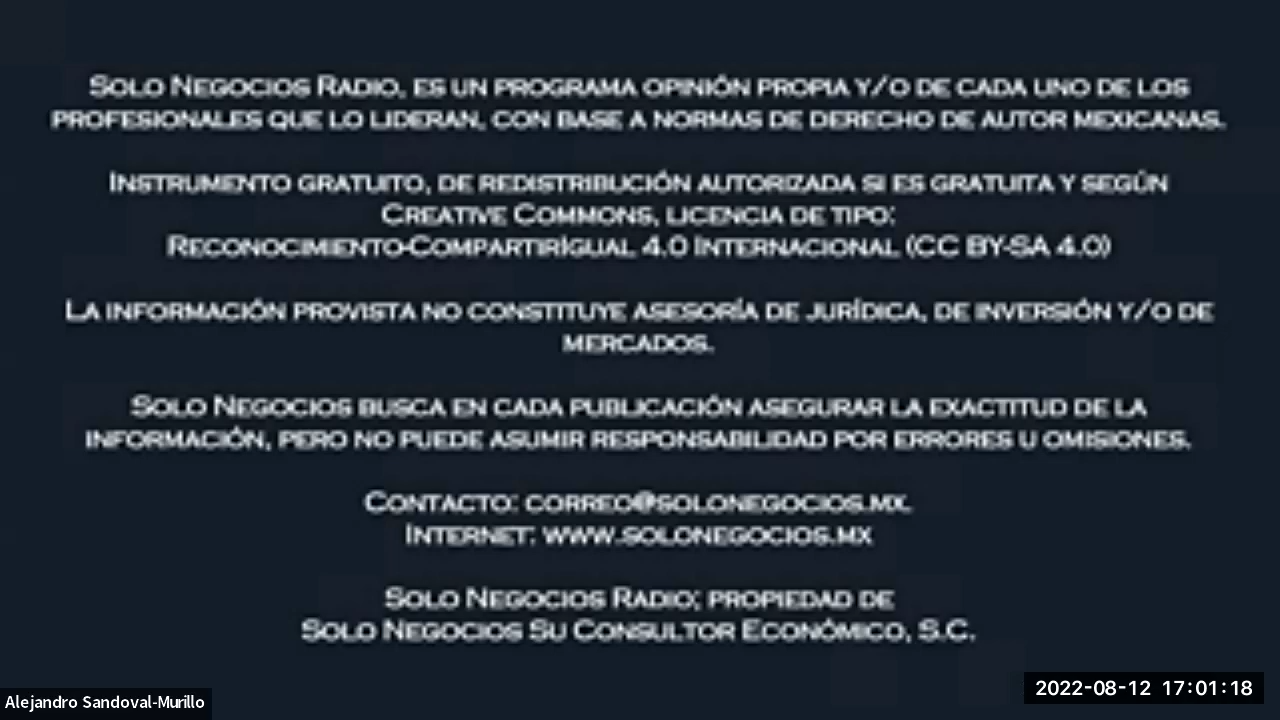 Solo Negocios Radio, es un programa opinión propia y/o de cada uno de los
profesionales que lo lideran, con base a normas de derecho de autor mexicanas.
Instrumento gratuito, de redistribución autorizada si es gratuita y según
Creative Commons, licencia de tipo:
Reconocimiento-CompartirIgual 4.0 Internacional (CC BY-SA 4.0)
La información provista no constituye asesoría de jurídica, de inversión y/o de
mercados.
Solo Negocios busca en cada publicación asegurar la exactitud de la
información, pero no puede asumir responsabilidad por errores u omisiones.
Contacto: correo@solonegocios.mx.
Internet: www.solonegocios.mx
Solo Negocios Radio; propiedad de
Solo Negocios Su Consultor Económico, S.C.
Alejandro Sandoval-Murillo
2022-08-12 17:01:18